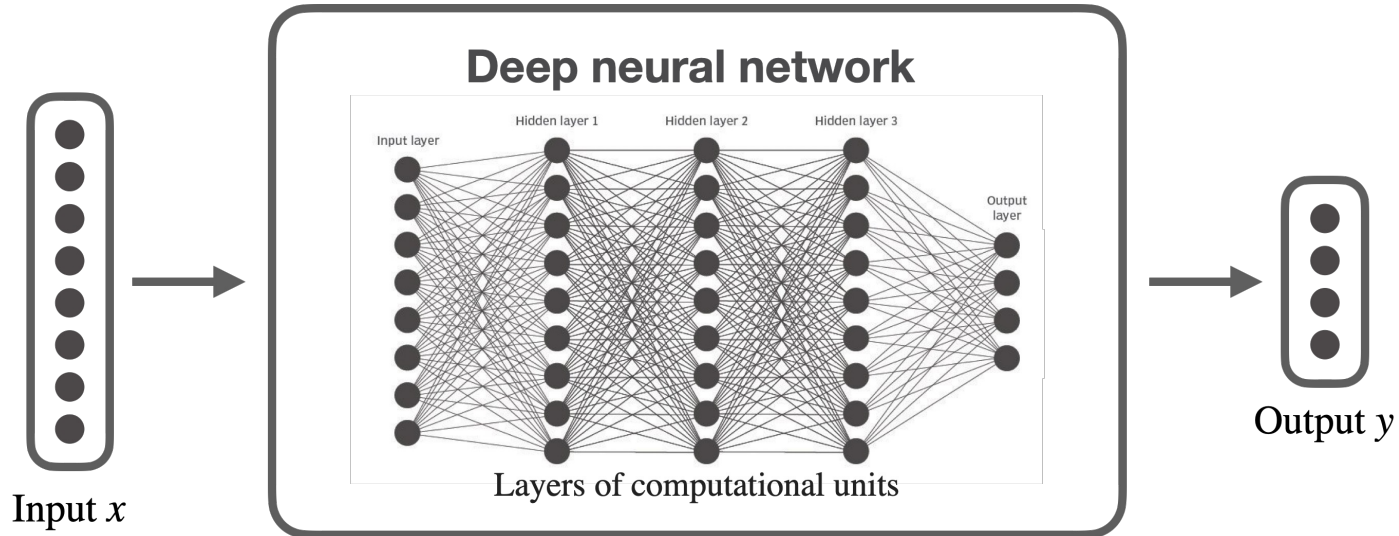 Deep neural network
Hidden layer 1
Hidden layer 2
Hidden layer 3
Input layer
Output
layer
Layers of computational units
Input x
Output y